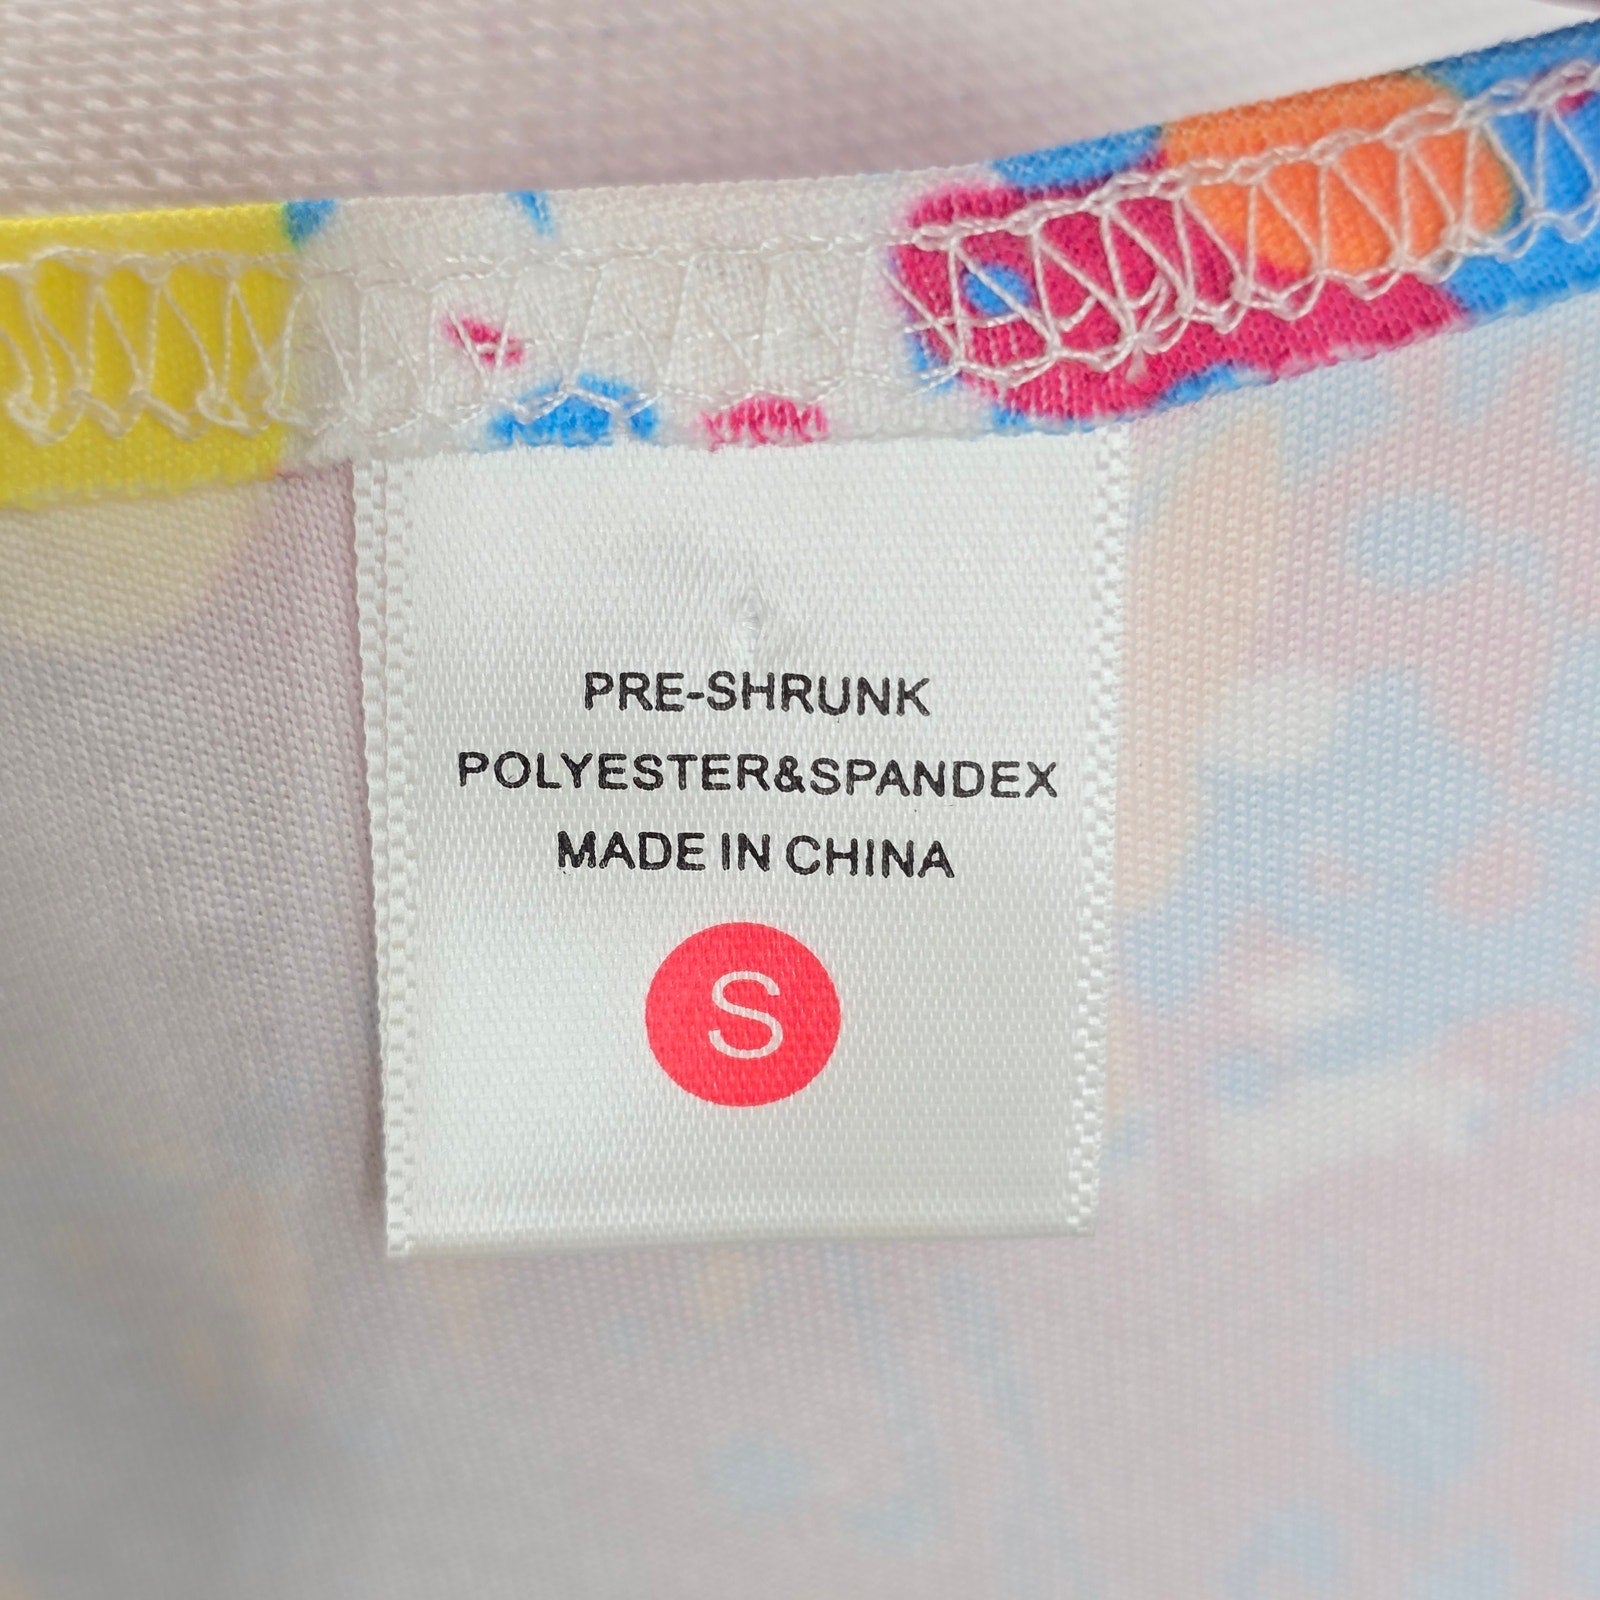 PRE-SHRUNK
POLYESTER&SPANDEX
MADE IN CHINA
S